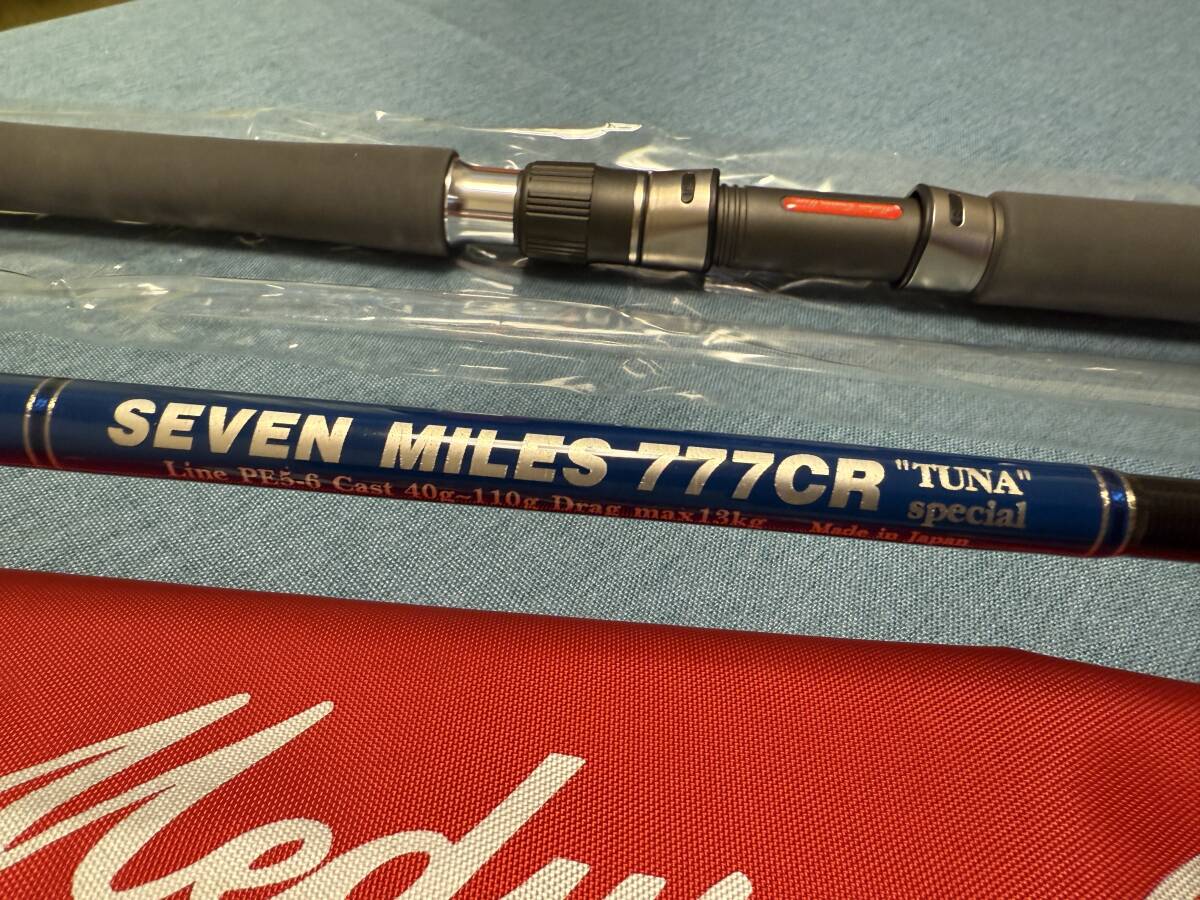 SEVEN MILES 777CR "TUNA" special
Line PE5-6 Cast 40g~110g Drag max13kg Made in Japan